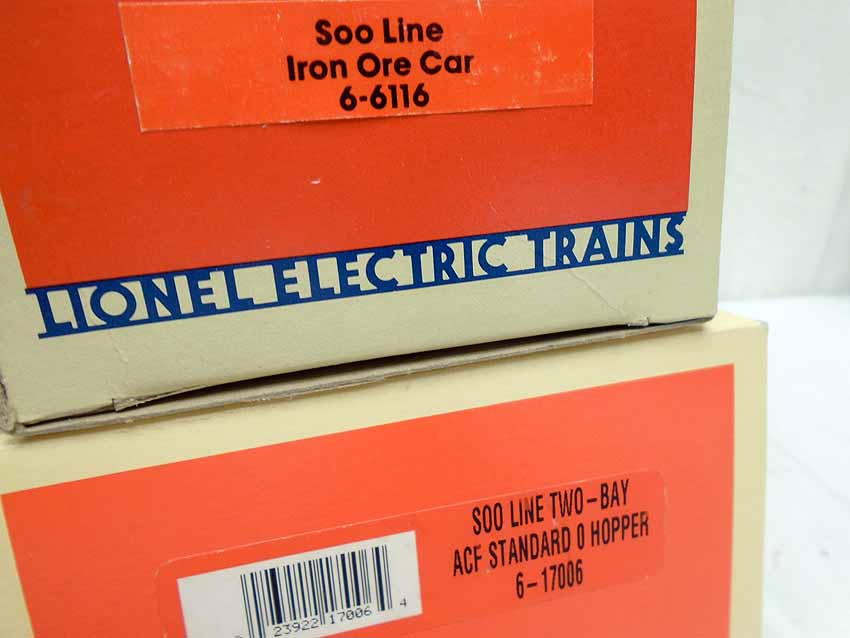 Soo Line
Iron Ore Car
6-6116
LIONEL ELECTRIC TRAINS
SOO LINE TWO-BAY
ACF STANDARD O HOPPER
6-17006
23922 17006 4